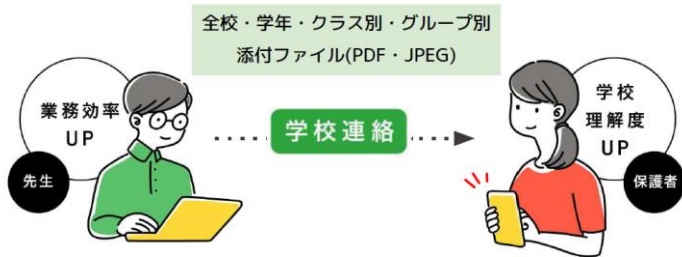 全校・学年・クラス別・グループ別
添付ファイル(PDF・JPEG)
業務効率
UP
先生
学校連絡
学校
理解度
UP
保護者